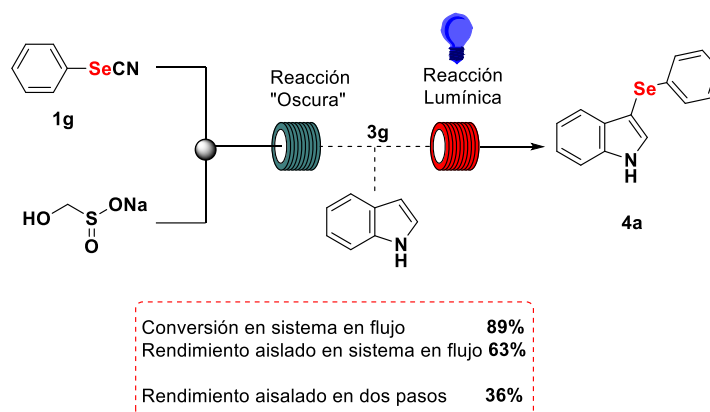 SeCN
1g
HO
S
ONa
O
Reacción
"Oscura"
3g
N
H
Reacción
Lumínica
Se
N
H
4a
Conversión en sistema en flujo 89%
Rendimiento aislado en sistema en flujo 63%
Rendimiento aisalado en dos pasos 36%